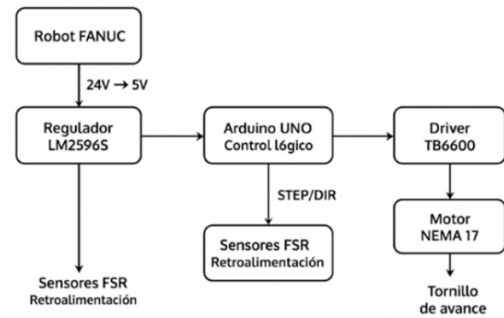 Robot FANUC
24V → 5V
Regulador
LM2596S
Arduino UNO
Control lógico
Driver
TB6600
STEP/DIR
Motor
NEMA 17
Sensores FSR
Retroalimentación
Sensores FSR
Retroalimentación
Tornillo
de avance